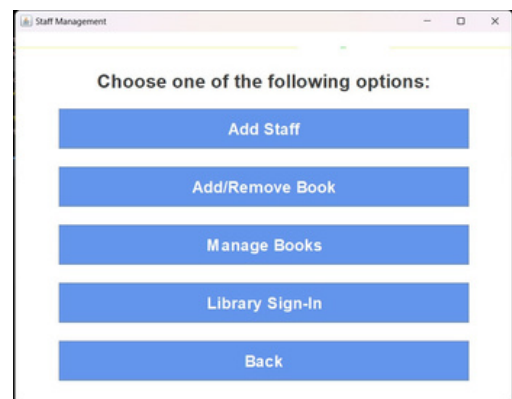 Staff Management
Choose one of the following options:
Add Staff
Add/Remove Book
Manage Books
Library Sign-In
Back